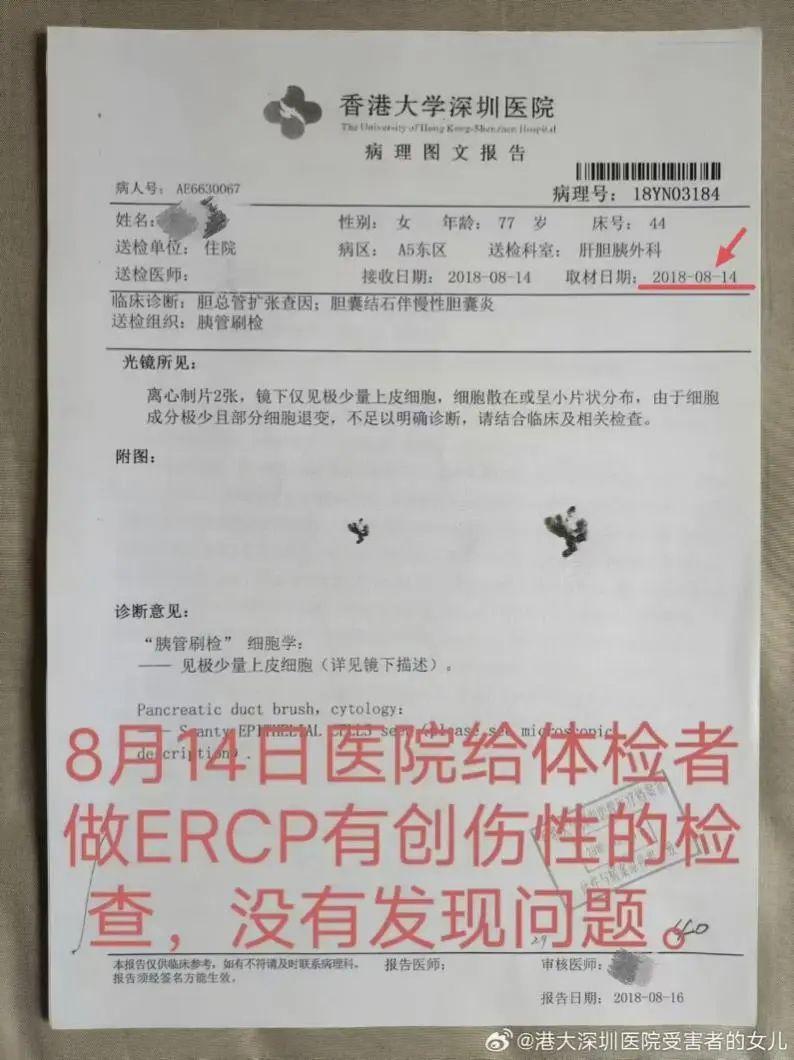 香港大学深圳医院
The University of Hong Kong-Shenzhen Hospital
病理图文报告
病人号： AE6630067
病理号： 18YN03184
姓名：
性别： 女 年龄： 77 岁 床号： 44
送检单位： 住院 病区： A5东区 送检科室： 肝胆胰外科
送检医师： 接收日期： 2018-08-14 取材日期： 2018-08-14
临床诊断： 胆总管扩张查因；胆囊结石伴慢性胆囊炎
送检组织： 胰管刷检
光镜所见：
离心制片2张，镜下仅见极少量上皮细胞，细胞散在或呈小片状分布，由于细胞
成分极少且部分细胞退变，不足以明确诊断，请结合临床及相关检查。
附图：
诊断意见：
“胰管刷检” 细胞学：
—— 见极少量上皮细胞（详见镜下描述）。
Pancreatic duct brush, cytology:
Scanty EPITHELIAL CELLS seen (please see microscopic
description).
8月14日医院给体检者
做ERCP有创伤性的检
查，没有发现问题。
本报告仅供临床参考，如有不符请及时联系病理科。 报告医师： 审核医师：
报告须经签名方能生效。
报告日期： 2018-08-16
@港大深圳医院受害者的女儿